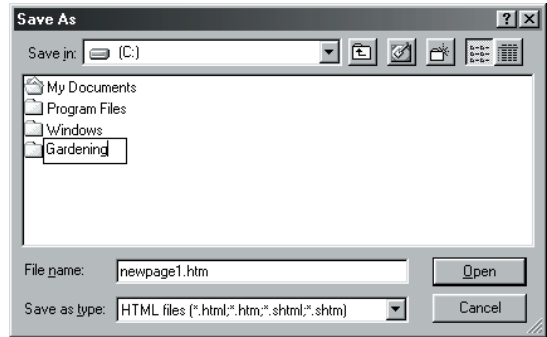 Save As
Save in: (C:)
My Documents
Program Files
Windows
Gardening
File name: newpage1.htm Open
Save as type: HTML files (*.html;*.htm;*.shtml;*.shtm) Cancel